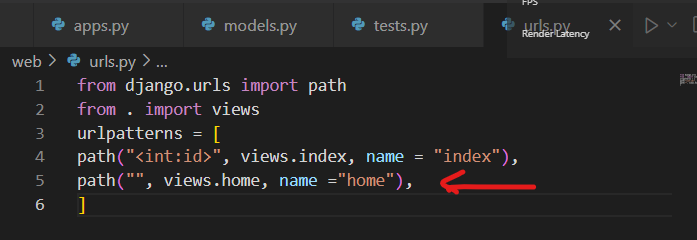 FPS
apps.py models.py tests.py urls.py
Render Latency
web > urls.py > ...
1 from django.urls import path
2 from . import views
3 urlpatterns = [
4 path("<int:id>", views.index, name = "index"),
5 path("", views.home, name ="home"),
6 ]